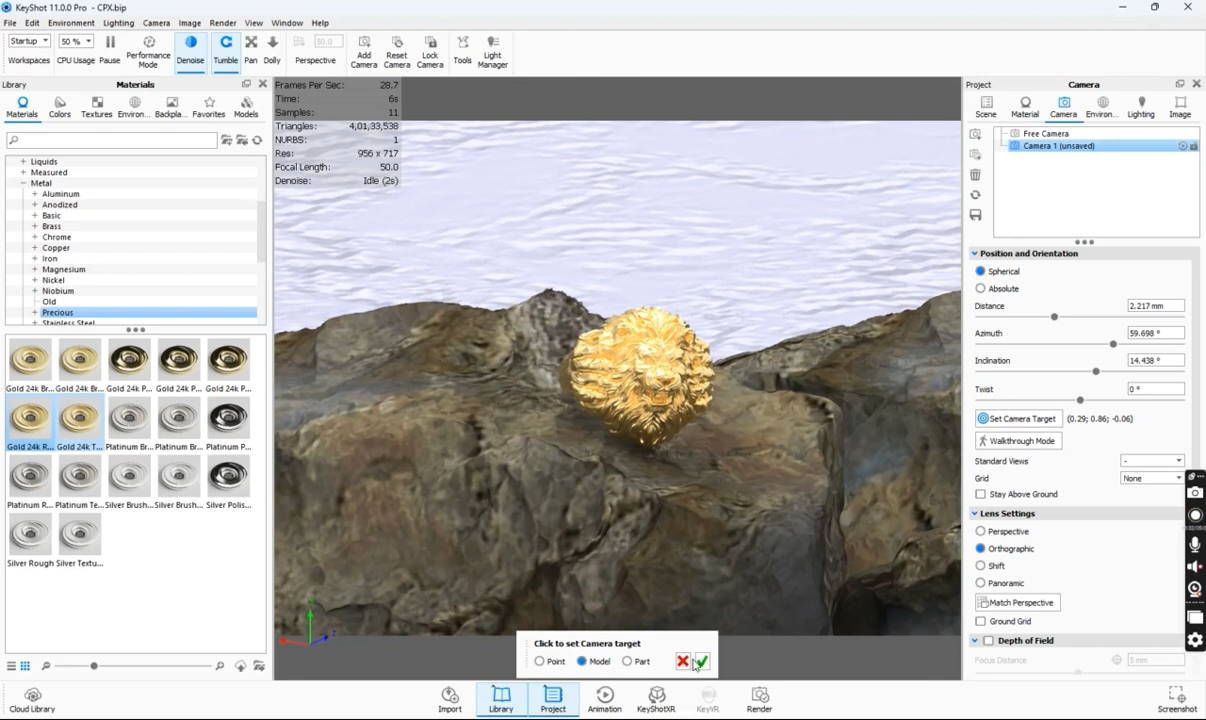 KeyShot 11.0.0 Pro - CPX.bip
File Edit Environment Lighting Camera Image Render View Window Help
Startup 50 % 50.0
Workspaces CPU Usage Pause Performance Mode Denoise Tumble Pan Dolly Perspective Add Camera Reset Camera Lock Camera Tools Light Manager
Library Materials
Materials Colors Textures Environ... Backpla... Favorites Models
Liquids
Measured
Metal
Aluminum
Anodized
Basic
Brass
Chrome
Copper
Iron
Magnesium
Nickel
Niobium
Old
Precious
Stainless Steel
Gold 24k Br... Gold 24k Br... Gold 24k P... Gold 24k P... Gold 24k P...
Gold 24k R... Gold 24k T... Platinum Br... Platinum Br... Platinum P...
Platinum R... Platinum Te... Silver Brush... Silver Brush... Silver Polis...
Silver Rough Silver Textu...
Cloud Library
Frames Per Sec: 28.7
Time: 6s
Samples: 11
Triangles: 4,01,33,538
NURBS: 1
Res: 956 x 717
Focal Length: 50.0
Denoise: Idle (2s)
Click to set Camera target
Point Model Part
Import Library Project Animation KeyShotXR KeyVR Render Screenshot
Project Camera
Scene Material Camera Environ... Lighting Image
Free Camera
Camera 1 (unsaved)
Position and Orientation
Spherical
Absolute
Distance 2.217 mm
Azimuth 59.698 °
Inclination 14.438 °
Twist 0 °
Set Camera Target (0.29; 0.86; -0.06)
Walkthrough Mode
Standard Views -
Grid None
Stay Above Ground
Lens Settings
Perspective
Orthographic
Shift
Panoramic
Match Perspective
Ground Grid
Depth of Field
Focus Distance 5 mm